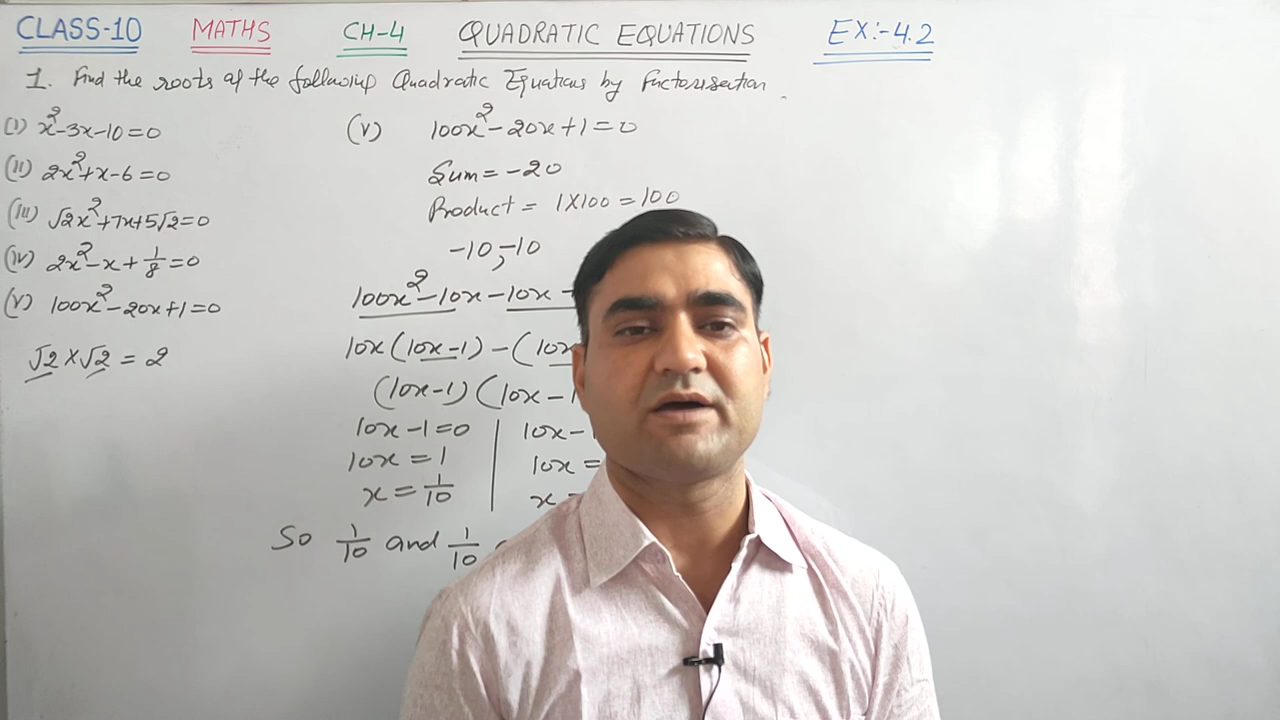 CLASS-10 MATHS CH-4 QUADRATIC EQUATIONS EX:-4.2
1. Find the roots of the following Quadratic Equations by factorisation.
(i) x²-3x-10=0
(ii) 2x²+x-6=0
(iii) √2x²+7x+5√2=0
(iv) 2x²-x+1/8=0
(v) 100x²-20x+1=0
√2×√2=2
(v) 100x²-20x+1=0
Sum=-20
Product = 1×100=100
-10,-10
100x²-10x-10x-
10x(10x-1)-(10x
(10x-1)(10x-1
10x-1=0 | 10x-1
10x=1 | 10x=
x=1/10 | x=
So 1/10 and 1/10